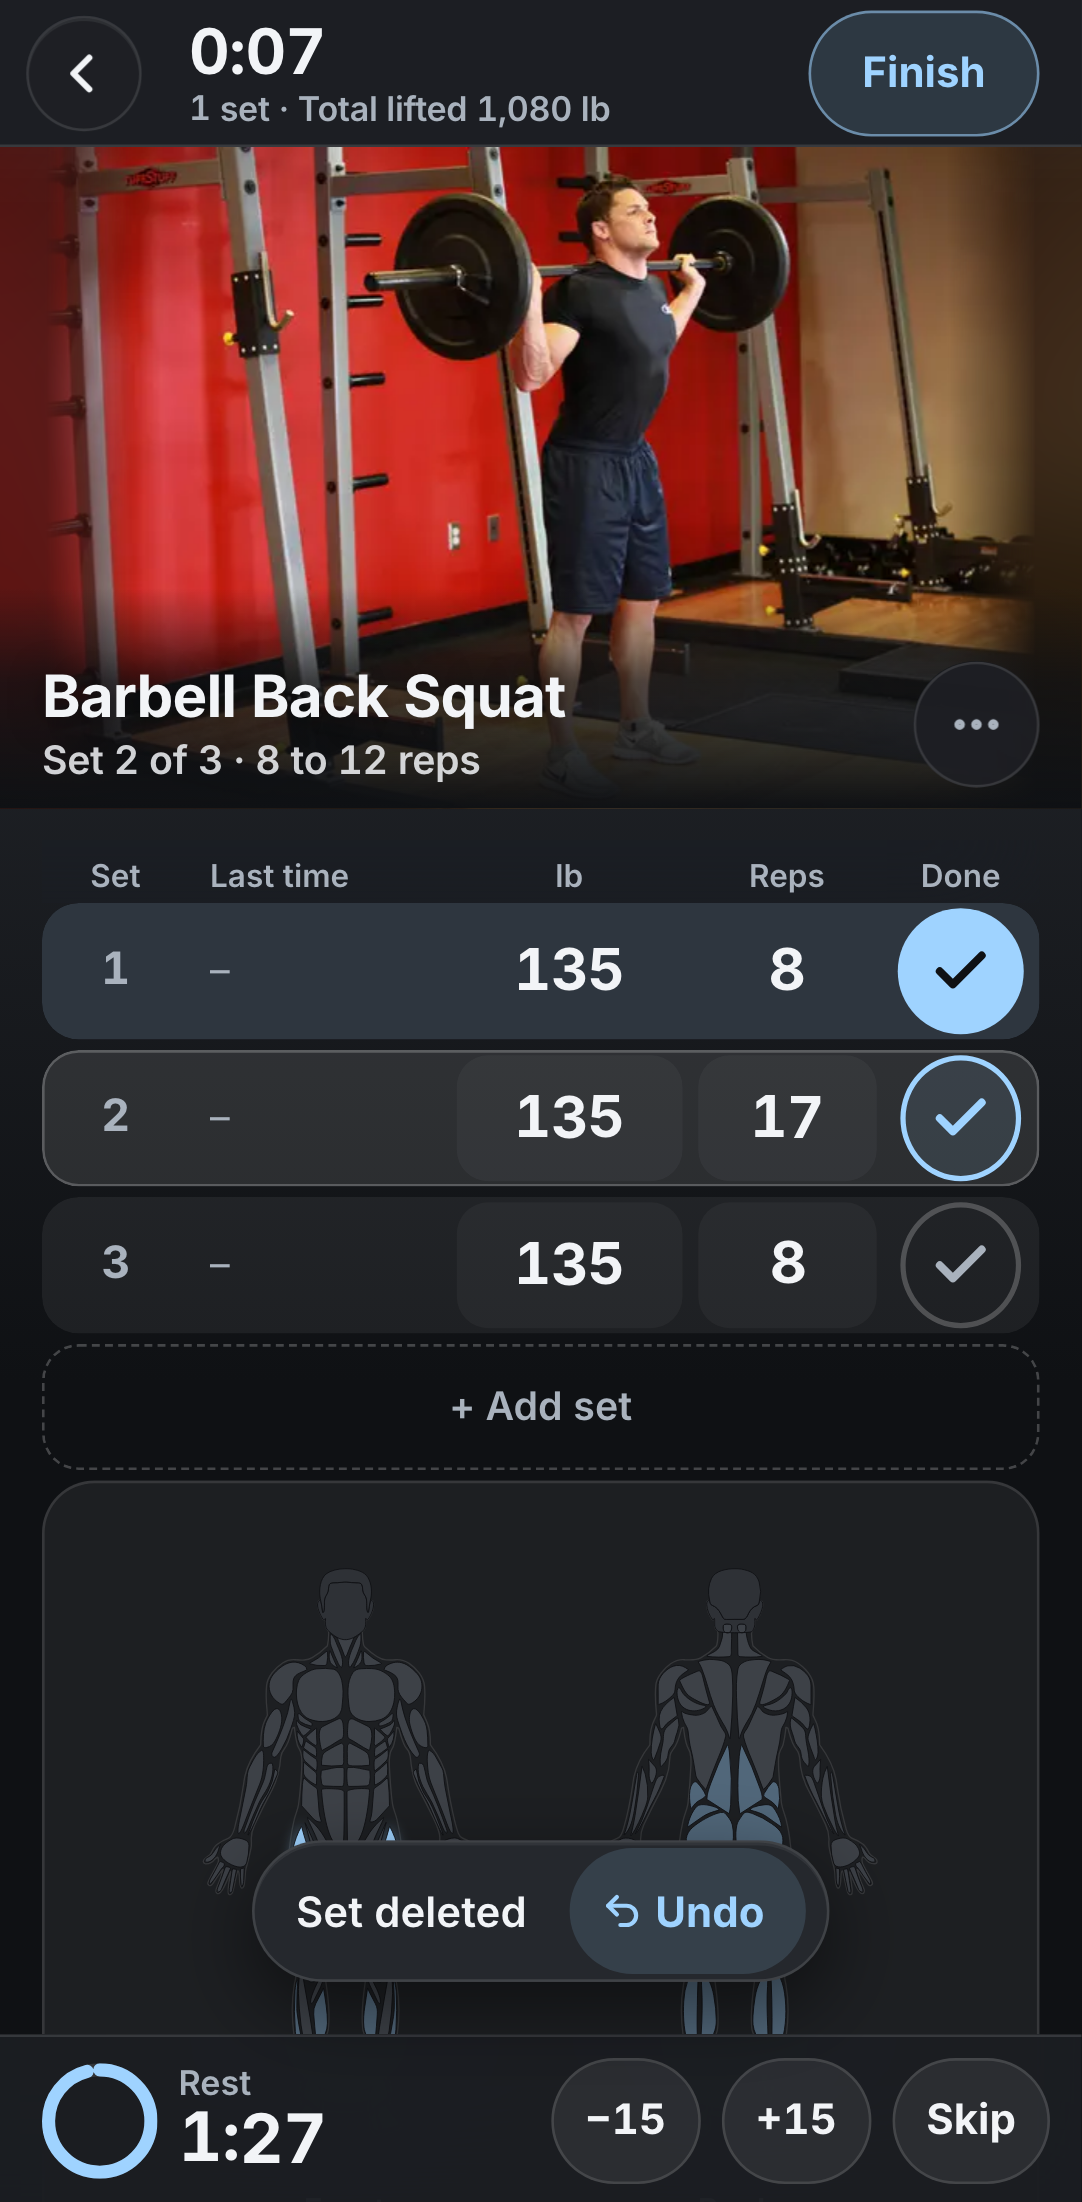 0:07
1 set · Total lifted 1,080 lb
Finish
Barbell Back Squat
Set 2 of 3 · 8 to 12 reps
Set Last time lb Reps Done
1 – 135 8
2 – 135 17
3 – 135 8
+ Add set
Set deleted Undo
Rest
1:27
−15 +15 Skip